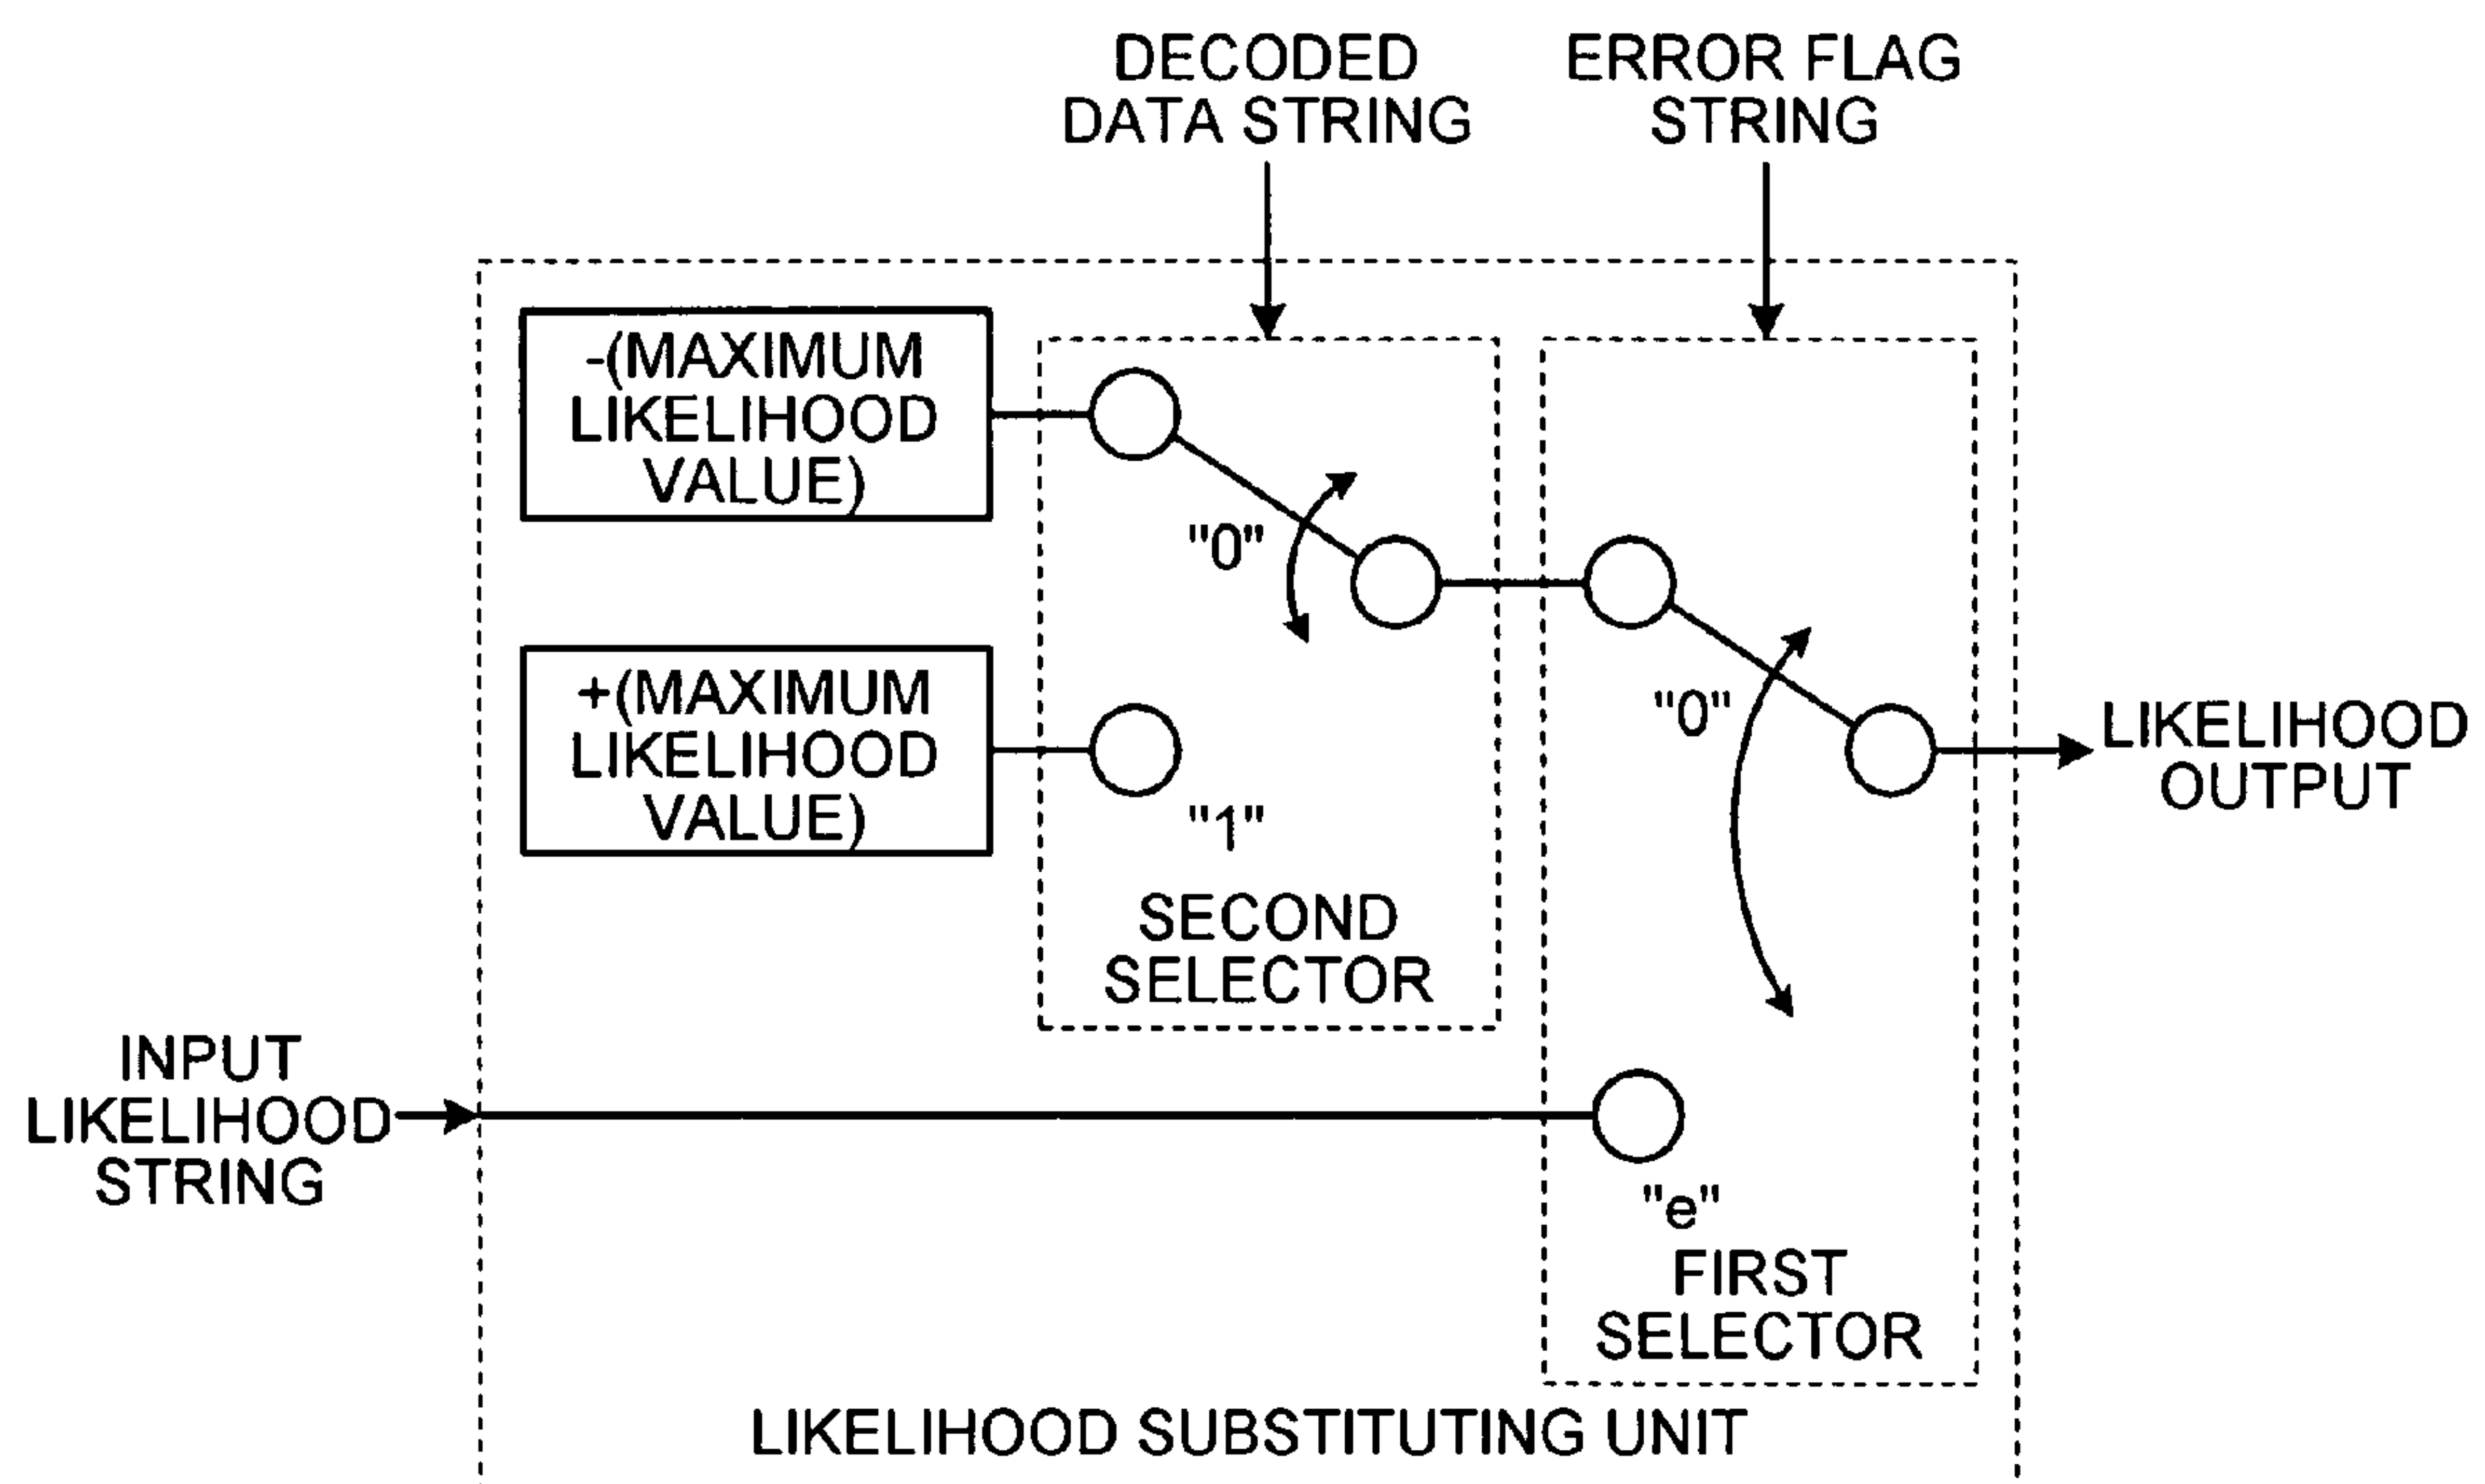 DECODED
DATA STRING
ERROR FLAG
STRING
-(MAXIMUM
LIKELIHOOD
VALUE)
"0"
+(MAXIMUM
LIKELIHOOD
VALUE)
"1"
SECOND
SELECTOR
"0"
LIKELIHOOD
OUTPUT
INPUT
LIKELIHOOD
STRING
"e"
FIRST
SELECTOR
LIKELIHOOD SUBSTITUTING UNIT